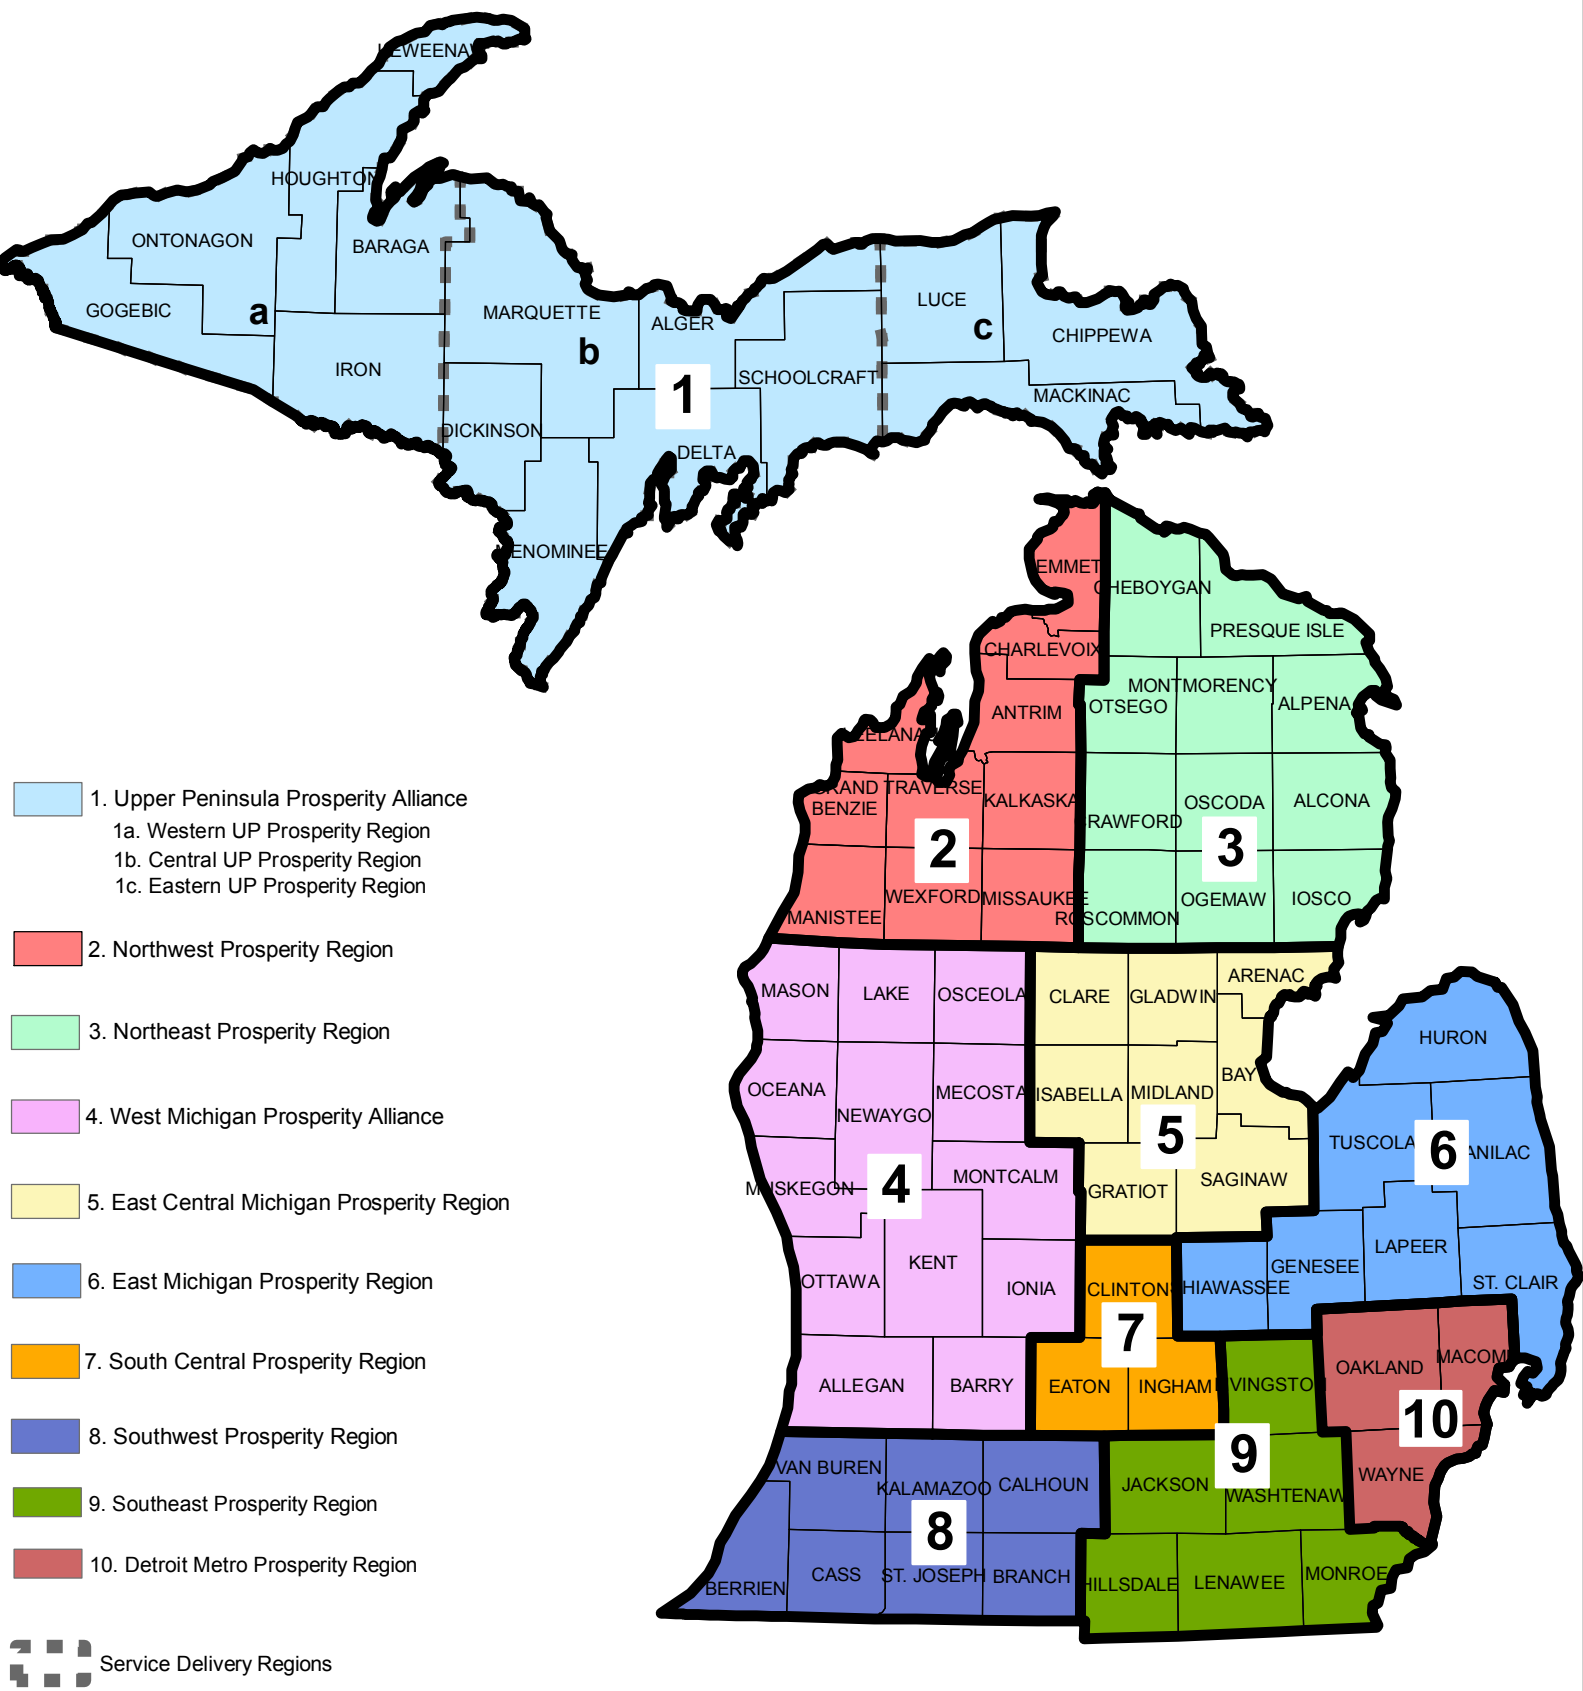 KEWEENAW
HOUGHTON
ONTONAGON
BARAGA
GOGEBIC
a
MARQUETTE
b
ALGER
LUCE
c
CHIPPEWA
IRON
SCHOOLCRAFT
1
MACKINAC
DICKINSON
DELTA
MENOMINEE
EMMET
CHEBOYGAN
PRESQUE ISLE
CHARLEVOIX
MONTMORENCY
OTSEGO
ALPENA
ANTRIM
LEELANAU
GRAND TRAVERSE
BENZIE
KALKASKA
CRAWFORD
OSCODA
ALCONA
2
3
WEXFORD
MISSAUKEE
MANISTEE
ROSCOMMON
OGEMAW
IOSCO
MASON
LAKE
OSCEOLA
CLARE
GLADWIN
ARENAC
HURON
OCEANA
NEWAYGO
MECOSTA
ISABELLA
MIDLAND
BAY
5
TUSCOLA
6
SANILAC
MUSKEGON
4
MONTCALM
GRATIOT
SAGINAW
OTTAWA
KENT
IONIA
CLINTON
SHIAWASSEE
GENESEE
LAPEER
ST. CLAIR
7
ALLEGAN
BARRY
EATON
INGHAM
LIVINGSTON
OAKLAND
MACOMB
10
VAN BUREN
KALAMAZOO
CALHOUN
JACKSON
9
WASHTENAW
WAYNE
8
BERRIEN
CASS
ST. JOSEPH
BRANCH
HILLSDALE
LENAWEE
MONROE
1. Upper Peninsula Prosperity Alliance
1a. Western UP Prosperity Region
1b. Central UP Prosperity Region
1c. Eastern UP Prosperity Region
2. Northwest Prosperity Region
3. Northeast Prosperity Region
4. West Michigan Prosperity Alliance
5. East Central Michigan Prosperity Region
6. East Michigan Prosperity Region
7. South Central Prosperity Region
8. Southwest Prosperity Region
9. Southeast Prosperity Region
10. Detroit Metro Prosperity Region
Service Delivery Regions